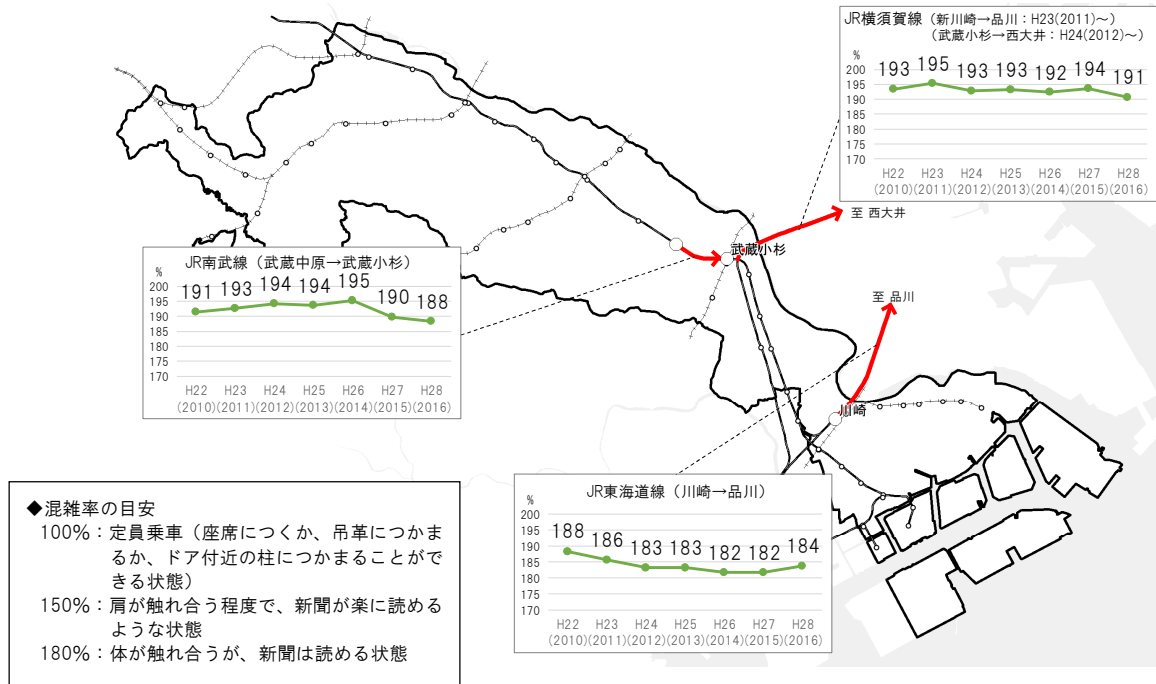 JR横須賀線（新川崎→品川：H23(2011)～）
（武蔵小杉→西大井：H24(2012)～）
%
200
195
190
185
180
175
170
193 195 193 193 192 194 191
H22 H23 H24 H25 H26 H27 H28
(2010) (2011) (2012) (2013) (2014) (2015) (2016)
至 西大井
武蔵小杉
JR南武線（武蔵中原→武蔵小杉）
%
200
195
190
185
180
175
170
191 193 194 194 195 190 188
H22 H23 H24 H25 H26 H27 H28
(2010) (2011) (2012) (2013) (2014) (2015) (2016)
至 品川
川崎
JR東海道線（川崎→品川）
%
200
195
190
185
180
175
170
188 186 183 183 182 182 184
H22 H23 H24 H25 H26 H27 H28
(2010) (2011) (2012) (2013) (2014) (2015) (2016)
◆混雑率の目安
100%：定員乗車（座席につくか、吊革につかま
るか、ドア付近の柱につかまることがで
きる状態）
150%：肩が触れ合う程度で、新聞が楽に読める
ような状態
180%：体が触れ合うが、新聞は読める状態